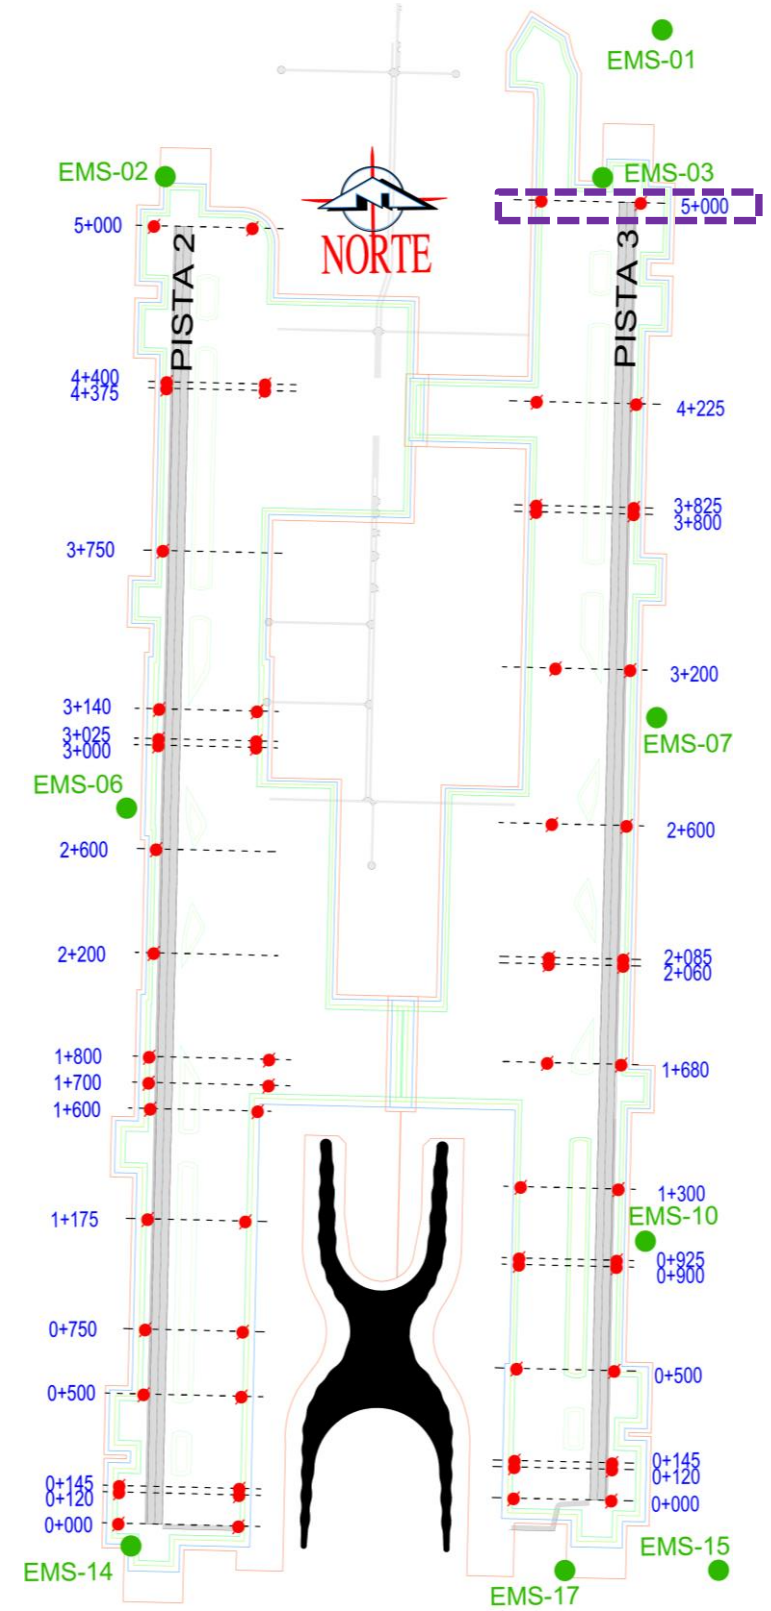 EMS-01
EMS-02
EMS-03
5+000
5+000
NORTE
PISTA 2
PISTA 3
4+400
4+375
4+225
3+825
3+800
3+750
3+200
3+140
3+025
3+000
EMS-07
EMS-06
2+600
2+600
2+200
2+085
2+060
1+800
1+700
1+680
1+600
1+300
1+175
EMS-10
0+925
0+900
0+750
0+500
0+500
0+145
0+120
0+145
0+120
0+000
0+000
EMS-14
EMS-15
EMS-17